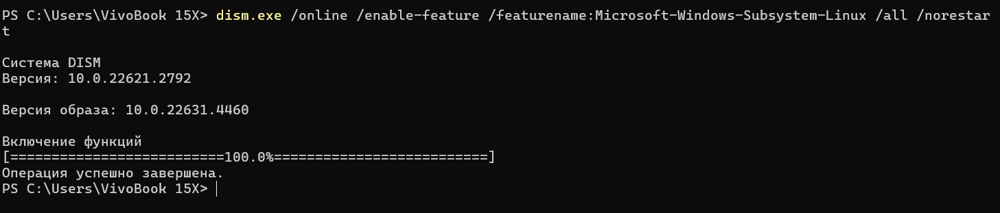 PS C:\Users\VivoBook 15X> dism.exe /online /enable-feature /featurename:Microsoft-Windows-Subsystem-Linux /all /norestar
t
Cистема DISM
Версия: 10.0.22621.2792
Версия образа: 10.0.22631.4460
Включение функций
[==========================100.0%==========================]
Операция успешно завершена.
PS C:\Users\VivoBook 15X>